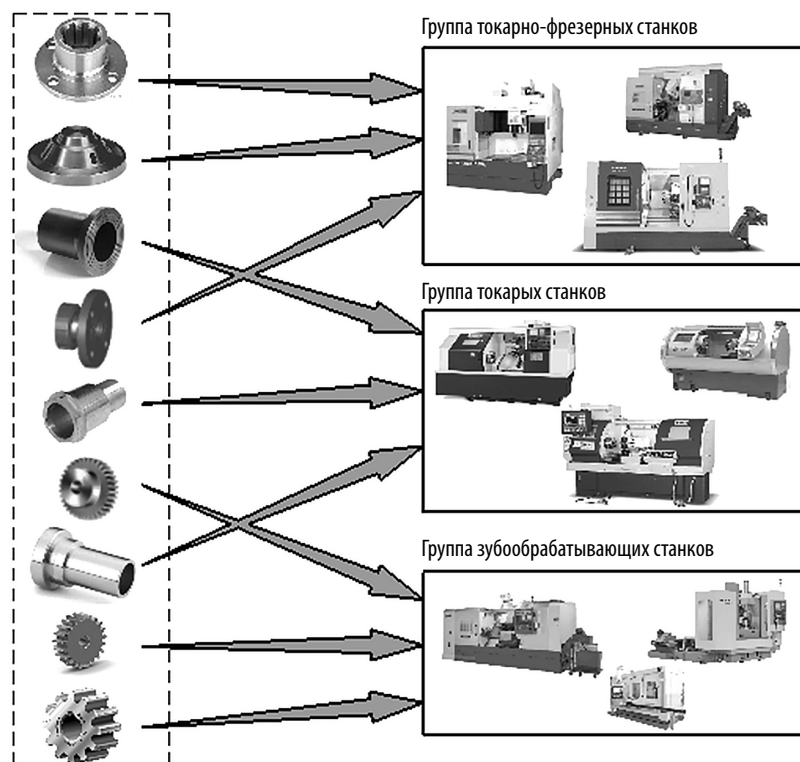 Группа токарно-фрезерных станков
Группа токарых станков
Группа зубообрабатывающих станков